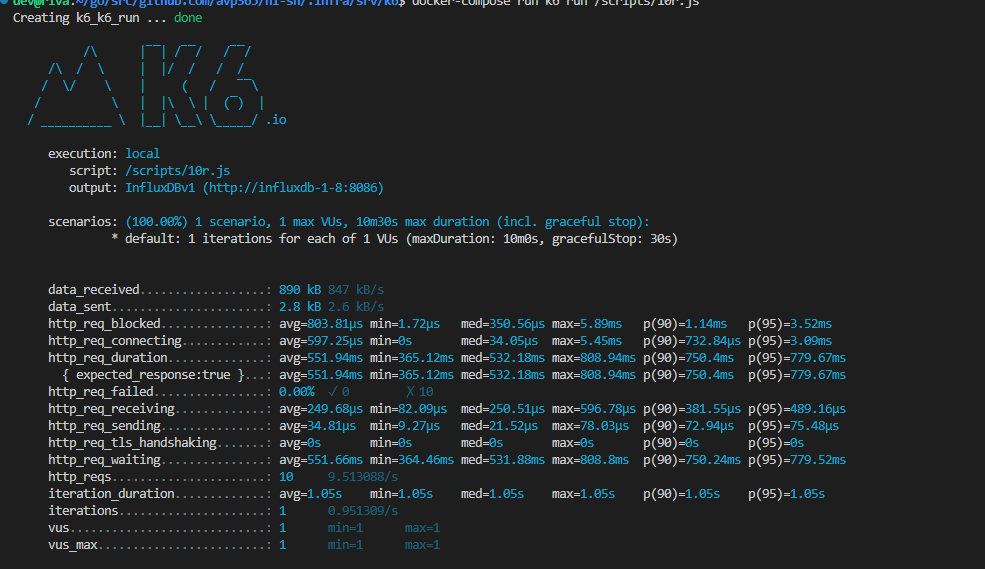 dev@riva:~/go/src/github.com/avp365/hl-sn/.infra/srv/k6$ docker-compose run k6 run /scripts/10r.js
Creating k6_k6_run ... done
.io
execution: local
script: /scripts/10r.js
output: InfluxDBv1 (http://influxdb-1-8:8086)
scenarios: (100.00%) 1 scenario, 1 max VUs, 10m30s max duration (incl. graceful stop):
* default: 1 iterations for each of 1 VUs (maxDuration: 10m0s, gracefulStop: 30s)
data_received..................: 890 kB 847 kB/s
data_sent......................: 2.8 kB 2.6 kB/s
http_req_blocked...............: avg=803.81µs min=1.72µs med=350.56µs max=5.89ms p(90)=1.14ms p(95)=3.52ms
http_req_connecting............: avg=597.25µs min=0s med=34.05µs max=5.45ms p(90)=732.84µs p(95)=3.09ms
http_req_duration..............: avg=551.94ms min=365.12ms med=532.18ms max=808.94ms p(90)=750.4ms p(95)=779.67ms
{ expected_response:true }...: avg=551.94ms min=365.12ms med=532.18ms max=808.94ms p(90)=750.4ms p(95)=779.67ms
http_req_failed................: 0.00% ✓ 0 ✗ 10
http_req_receiving.............: avg=249.68µs min=82.09µs med=250.51µs max=596.78µs p(90)=381.55µs p(95)=489.16µs
http_req_sending...............: avg=34.81µs min=9.27µs med=21.52µs max=78.03µs p(90)=72.94µs p(95)=75.48µs
http_req_tls_handshaking.......: avg=0s min=0s med=0s max=0s p(90)=0s p(95)=0s
http_req_waiting...............: avg=551.66ms min=364.46ms med=531.88ms max=808.8ms p(90)=750.24ms p(95)=779.52ms
http_reqs......................: 10 9.513088/s
iteration_duration.............: avg=1.05s min=1.05s med=1.05s max=1.05s p(90)=1.05s p(95)=1.05s
iterations.....................: 1 0.951309/s
vus............................: 1 min=1 max=1
vus_max........................: 1 min=1 max=1